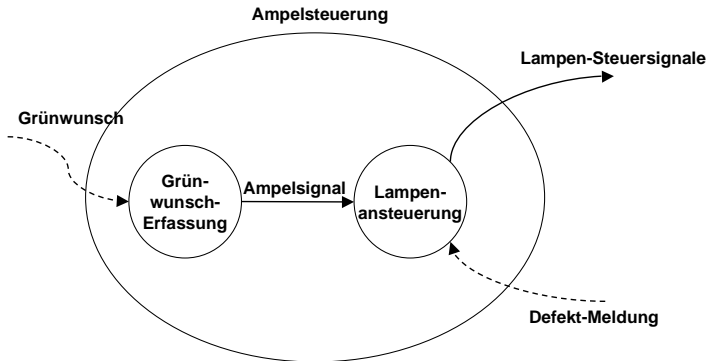 Ampelsteuerung
Lampen-Steuersignale
Grünwunsch
Grün-
wunsch-
Erfassung
Ampelsignal
Lampen-
ansteuerung
Defekt-Meldung